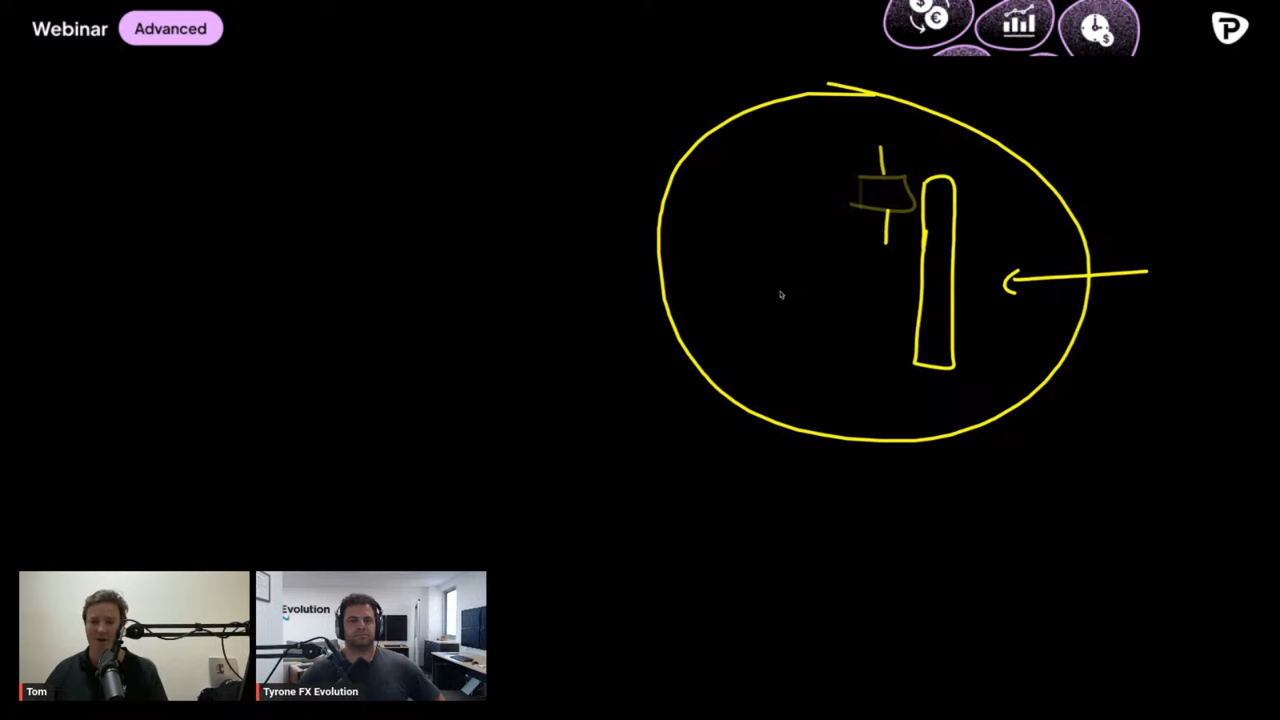 Webinar
Advanced
Evolution
Tom
Tyrone FX Evolution